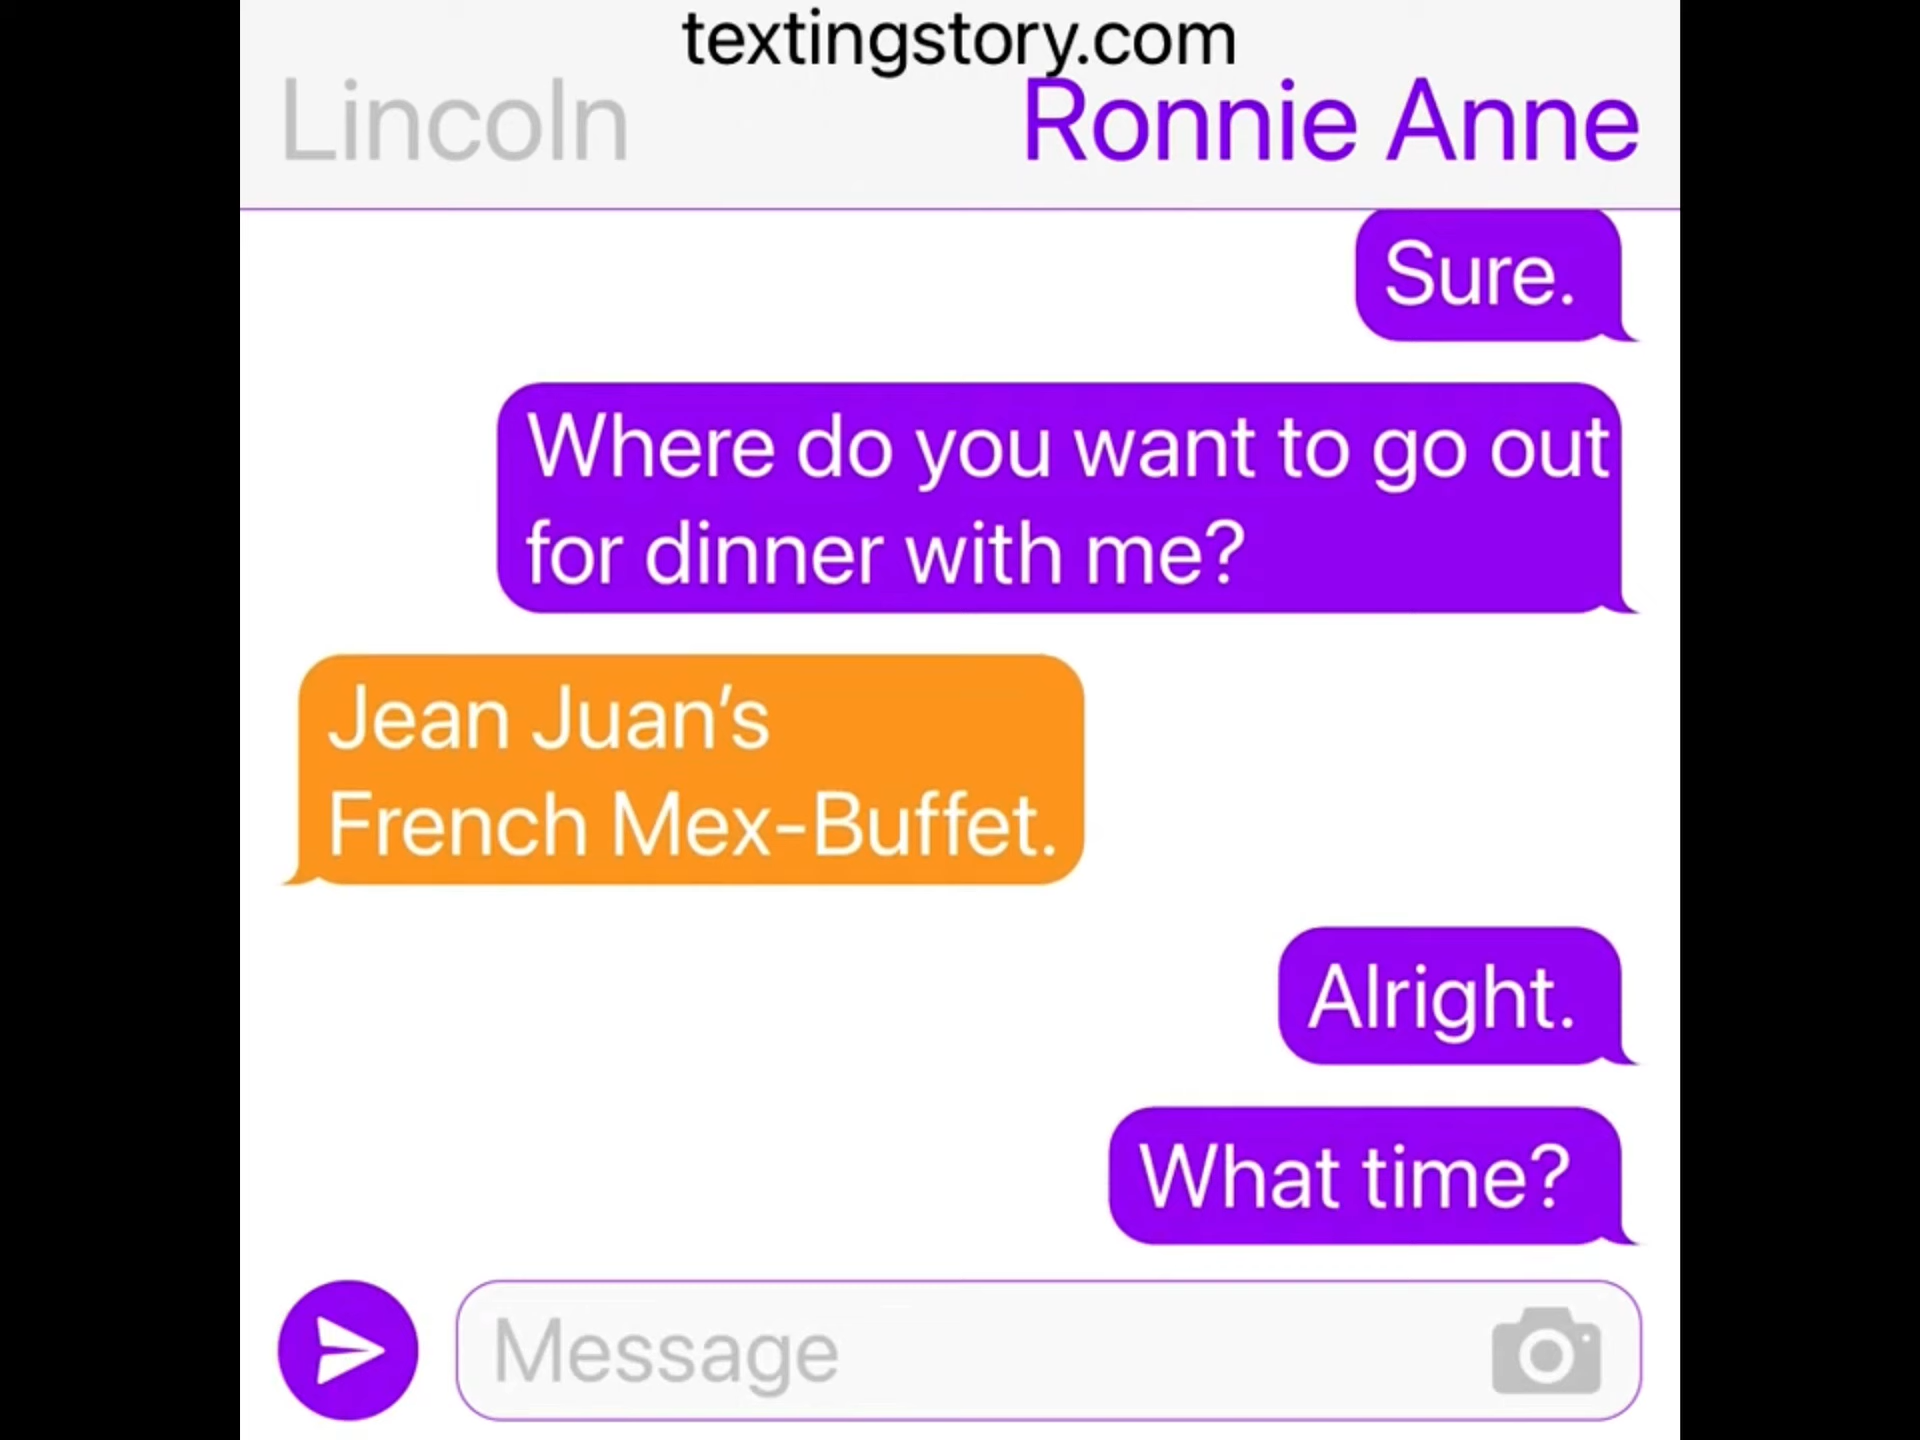 textingstory.com
Lincoln
Ronnie Anne
Sure.
Where do you want to go out
for dinner with me?
Jean Juan’s
French Mex-Buffet.
Alright.
What time?
Message